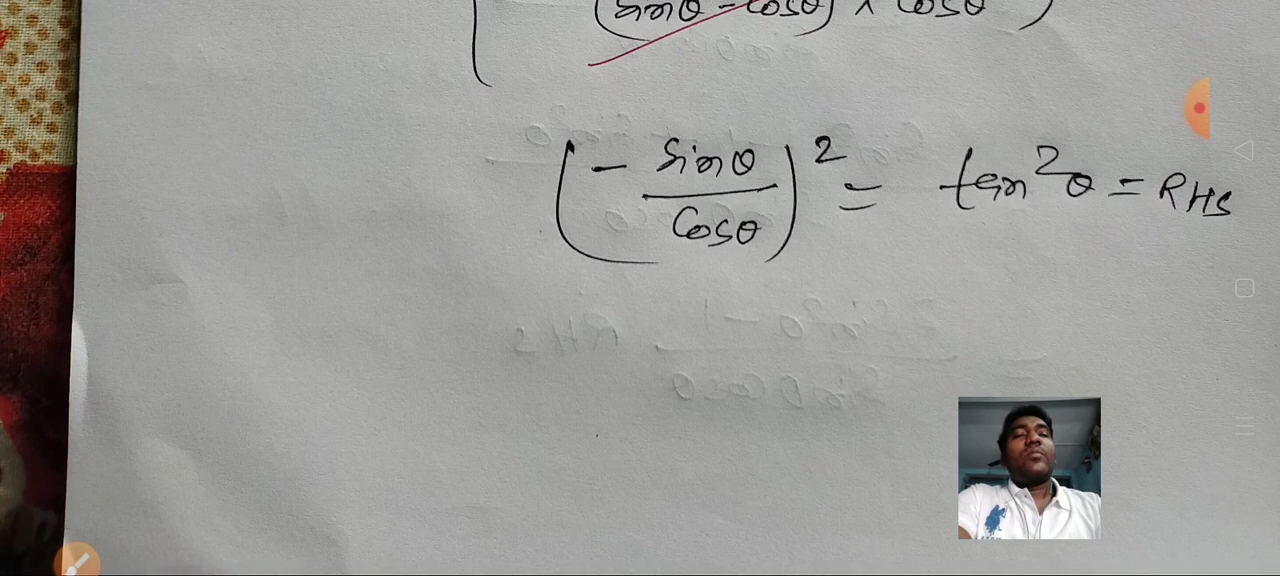 (sinθ - cosθ) × cosθ
(- sinθ / cosθ)² = tan²θ = RHS